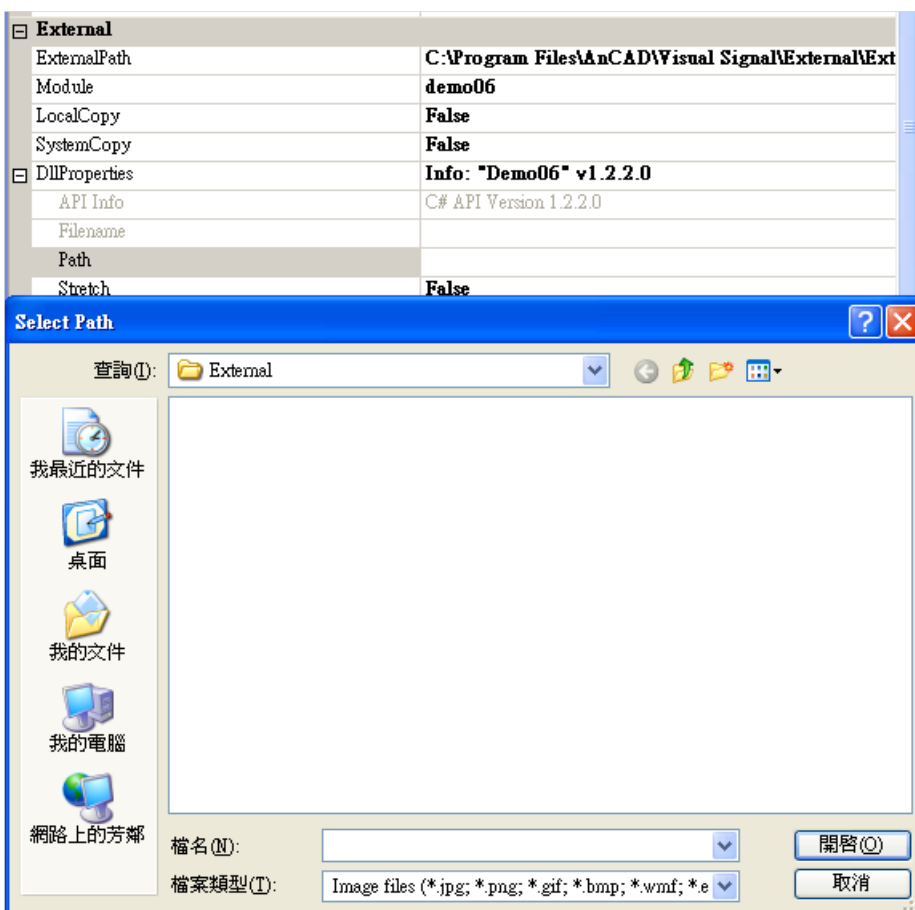 External
ExternalPath C:\Program Files\AnCAD\Visual Signal\External\Ext
Module demo06
LocalCopy False
SystemCopy False
DllProperties Info: "Demo06" v1.2.2.0
API Info C# API Version 1.2.2.0
Filename
Path
Stretch False
Select Path
查詢(I): External
我最近的文件
桌面
我的文件
我的電腦
網路上的芳鄰
檔名(N): 開啓(O)
檔案類型(T): Image files (*.jpg; *.png; *.gif; *.bmp; *.wmf; *.e 取消